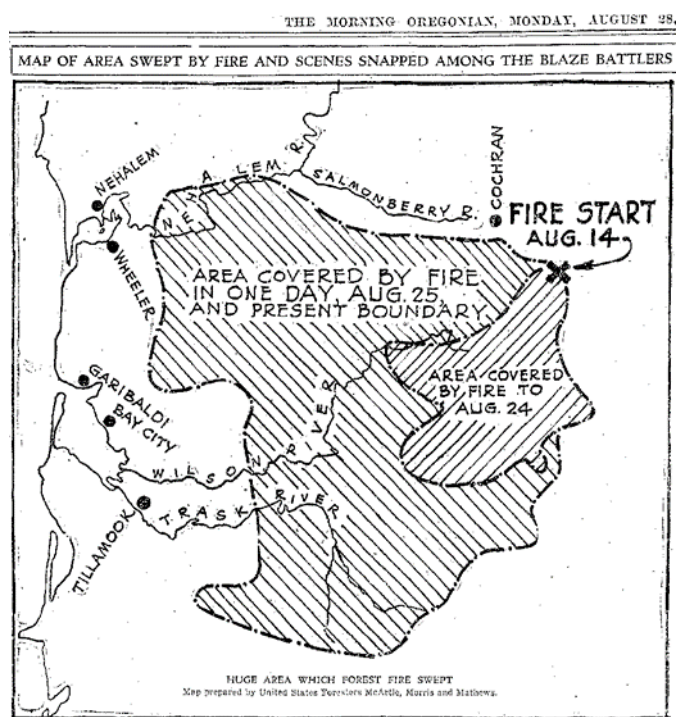 THE MORNING OREGONIAN, MONDAY, AUGUST 28,
MAP OF AREA SWEPT BY FIRE AND SCENES SNAPPED AMONG THE BLAZE BATTLERS
NEHALEM
WHEELER
NEHALEM R.
SALMONBERRY R.
COCHRAN
FIRE START
AUG. 14
AREA COVERED BY FIRE
IN ONE DAY, AUG. 25,
AND PRESENT BOUNDARY
AREA COVERED
BY FIRE TO
AUG. 24
GARIBALDI
BAY CITY
WILSON RIVER
TRASK RIVER
TILLAMOOK
HUGE AREA WHICH FOREST FIRE SWEPT
Map prepared by United States Foresters McArdle, Morris and Mathews.